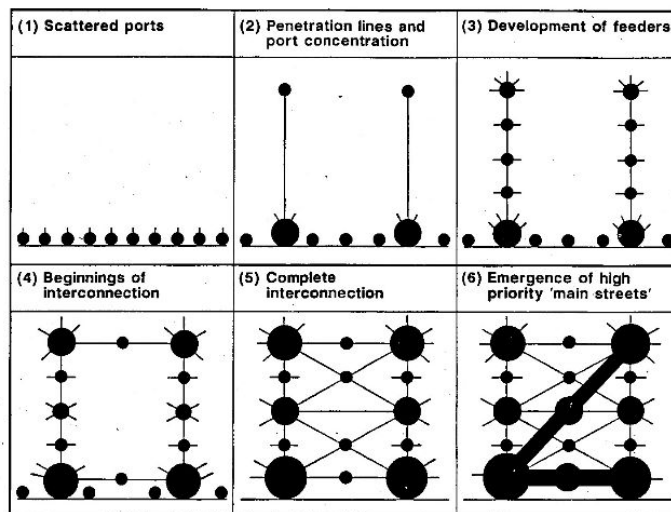 (1) Scattered ports
(2) Penetration lines and
port concentration
(3) Development of feeders
(4) Beginnings of
interconnection
(5) Complete
interconnection
(6) Emergence of high
priority 'main streets'